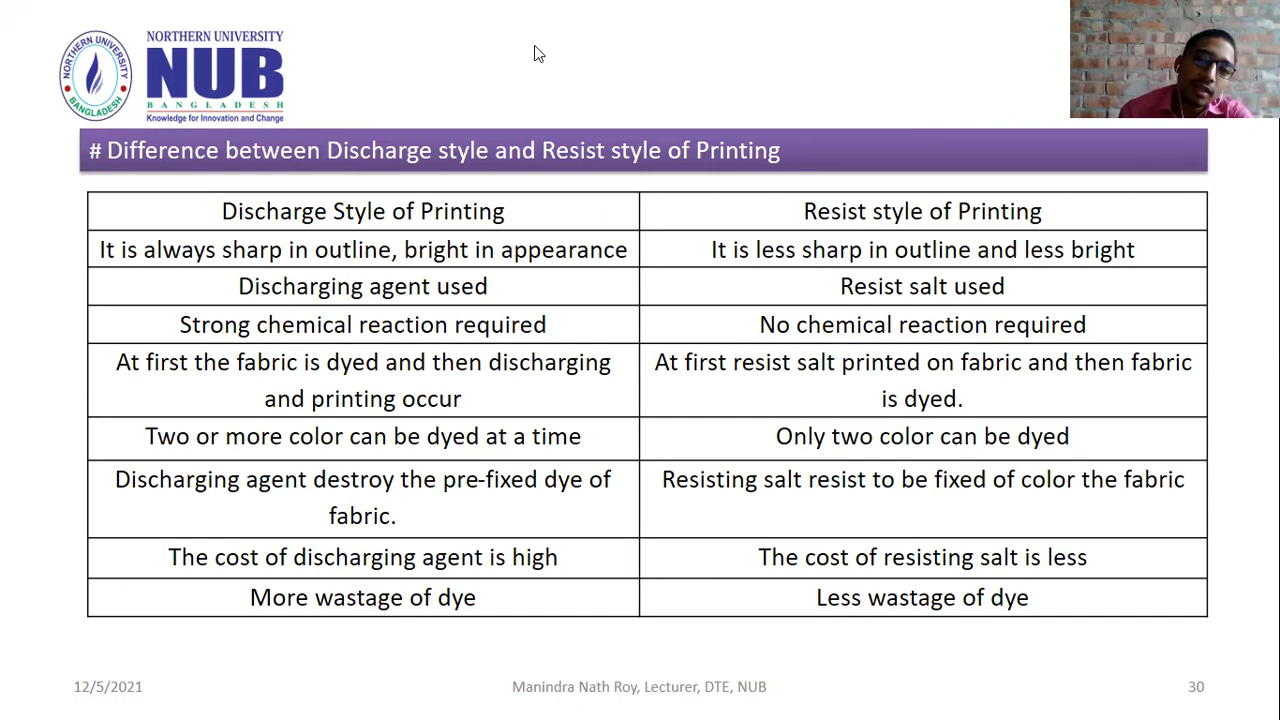 NORTHERN UNIVERSITY
NORTHERN UNIVERSITY
BANGLADESH
NUB
BANGLADESH
Knowledge for Innovation and Change
# Difference between Discharge style and Resist style of Printing
Discharge Style of Printing
Resist style of Printing
It is always sharp in outline, bright in appearance
It is less sharp in outline and less bright
Discharging agent used
Resist salt used
Strong chemical reaction required
No chemical reaction required
At first the fabric is dyed and then discharging
and printing occur
At first resist salt printed on fabric and then fabric
is dyed.
Two or more color can be dyed at a time
Only two color can be dyed
Discharging agent destroy the pre-fixed dye of
fabric.
Resisting salt resist to be fixed of color the fabric
The cost of discharging agent is high
The cost of resisting salt is less
More wastage of dye
Less wastage of dye
12/5/2021
Manindra Nath Roy, Lecturer, DTE, NUB
30